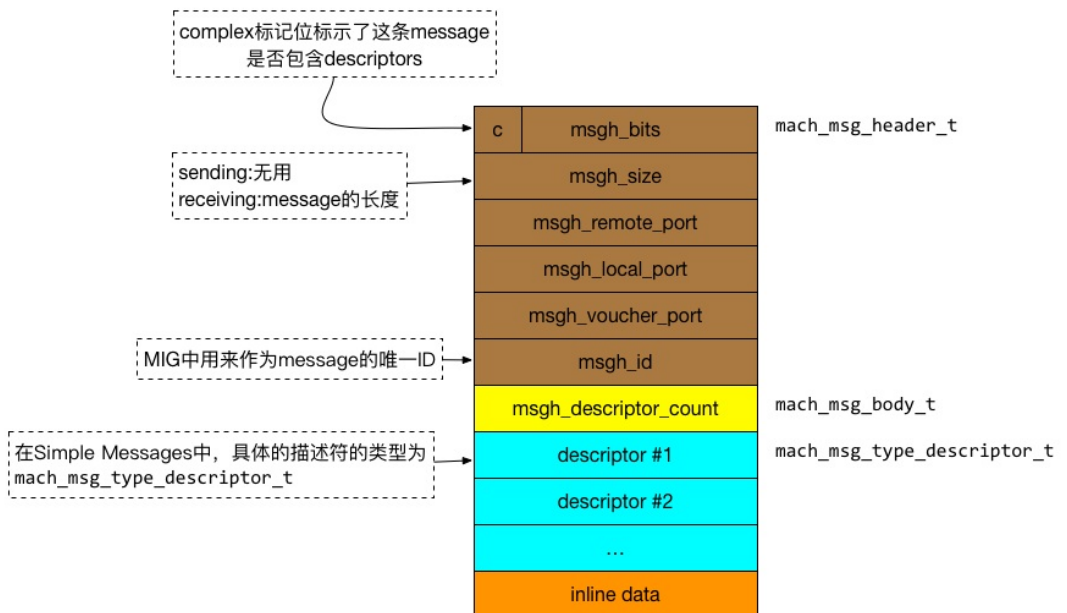 complex标记位标示了这条message
是否包含descriptors
c
msgh_bits
mach_msg_header_t
sending:无用
receiving:message的长度
msgh_size
msgh_remote_port
msgh_local_port
msgh_voucher_port
MIG中用来作为message的唯一ID
msgh_id
msgh_descriptor_count
mach_msg_body_t
在Simple Messages中，具体的描述符的类型为
mach_msg_type_descriptor_t
descriptor #1
mach_msg_type_descriptor_t
descriptor #2
...
inline data